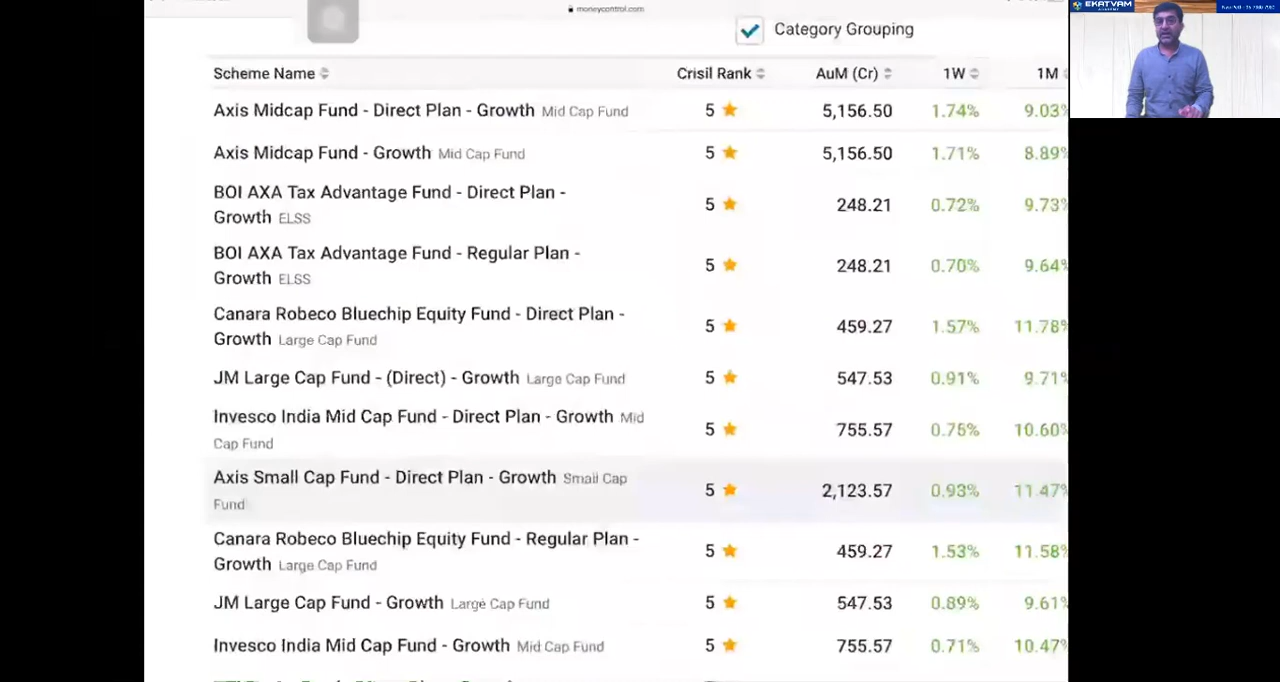 moneycontrol.com
EKATVAM
Category Grouping
Scheme Name Crisil Rank AuM (Cr) 1W 1M
Axis Midcap Fund - Direct Plan - Growth Mid Cap Fund 5 5,156.50 1.74% 9.03%
Axis Midcap Fund - Growth Mid Cap Fund 5 5,156.50 1.71% 8.89%
BOI AXA Tax Advantage Fund - Direct Plan -
Growth ELSS 5 248.21 0.72% 9.73%
BOI AXA Tax Advantage Fund - Regular Plan -
Growth ELSS 5 248.21 0.70% 9.64%
Canara Robeco Bluechip Equity Fund - Direct Plan -
Growth Large Cap Fund 5 459.27 1.57% 11.78%
JM Large Cap Fund - (Direct) - Growth Large Cap Fund 5 547.53 0.91% 9.71%
Invesco India Mid Cap Fund - Direct Plan - Growth Mid
Cap Fund 5 755.57 0.75% 10.60%
Axis Small Cap Fund - Direct Plan - Growth Small Cap
Fund 5 2,123.57 0.93% 11.47%
Canara Robeco Bluechip Equity Fund - Regular Plan -
Growth Large Cap Fund 5 459.27 1.53% 11.58%
JM Large Cap Fund - Growth Large Cap Fund 5 547.53 0.89% 9.61%
Invesco India Mid Cap Fund - Growth Mid Cap Fund 5 755.57 0.71% 10.47%